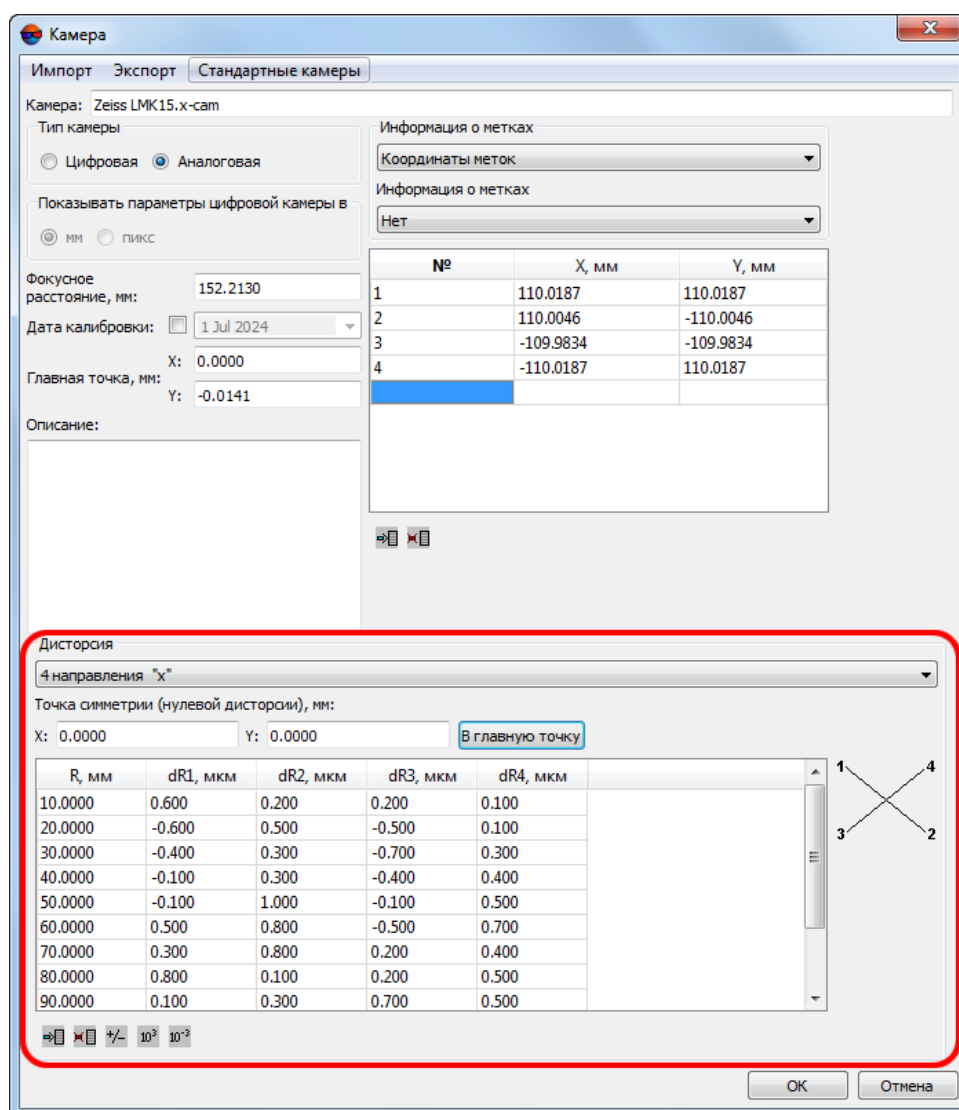 Камера
Импорт Экспорт Стандартные камеры
Камера: Zeiss LMK15.x-cam
Тип камеры
Цифровая Аналоговая
Показывать параметры цифровой камеры в
мм пикс
Фокусное
расстояние, мм: 152.2130
Дата калибровки: 1 Jul 2024
Главная точка, мм:
X: 0.0000
Y: -0.0141
Описание:
Информация о метках
Координаты меток
Информация о метках
Нет
№ X, мм Y, мм
1 110.0187 110.0187
2 110.0046 -110.0046
3 -109.9834 -109.9834
4 -110.0187 110.0187
Дисторсия
4 направления "x"
Точка симметрии (нулевой дисторсии), мм:
X: 0.0000 Y: 0.0000 В главную точку
R, мм dR1, мкм dR2, мкм dR3, мкм dR4, мкм
10.0000 0.600 0.200 0.200 0.100
20.0000 -0.600 0.500 -0.500 0.100
30.0000 -0.400 0.300 -0.700 0.300
40.0000 -0.100 0.300 -0.400 0.400
50.0000 -0.100 1.000 -0.100 0.500
60.0000 0.500 0.800 -0.500 0.700
70.0000 0.300 0.800 0.200 0.400
80.0000 0.800 0.100 0.200 0.500
90.0000 0.100 0.300 0.700 0.500
1 4
3 2
+/- 10³ 10⁻³
OK Отмена